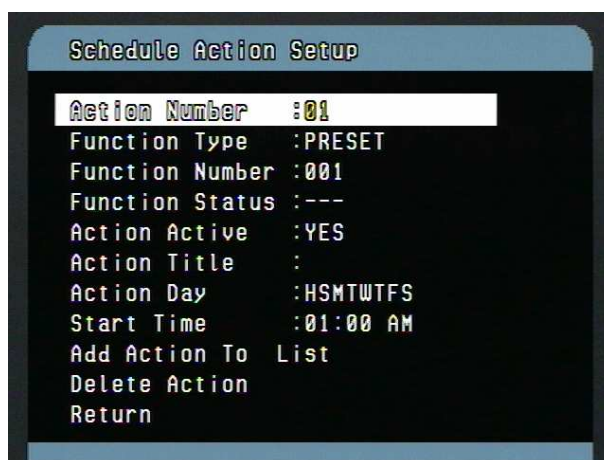 Schedule Action Setup
Action Number :01
Function Type :PRESET
Function Number :001
Function Status :---
Action Active :YES
Action Title :
Action Day :HSMTWTFS
Start Time :01:00 AM
Add Action To List
Delete Action
Return